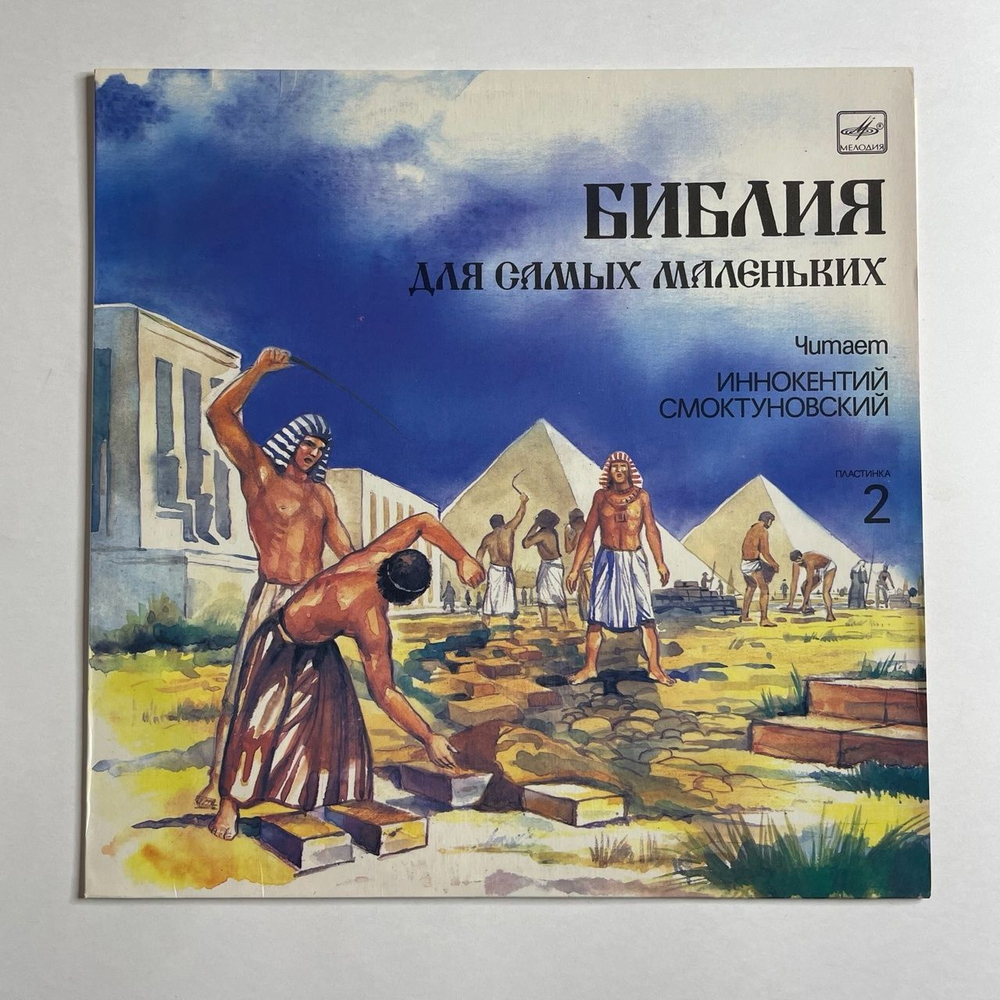 МЕЛОДИЯ
БИБЛИЯ
ДЛЯ САМЫХ МАЛЕНЬКИХ
Читает
ИННОКЕНТИЙ
СМОКТУНОВСКИЙ
ПЛАСТИНКА
2